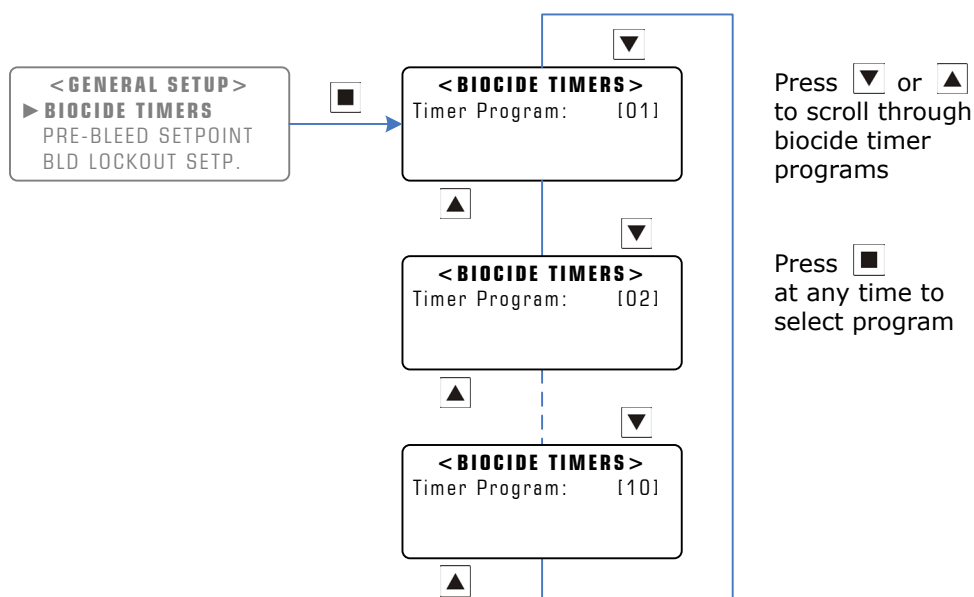 <GENERAL SETUP>
►BIOCIDE TIMERS
PRE-BLEED SETPOINT
BLD LOCKOUT SETP.
<BIOCIDE TIMERS>
Timer Program: [01]
<BIOCIDE TIMERS>
Timer Program: [02]
<BIOCIDE TIMERS>
Timer Program: [10]
Press ▼ or ▲
to scroll through
biocide timer
programs
Press ■
at any time to
select program